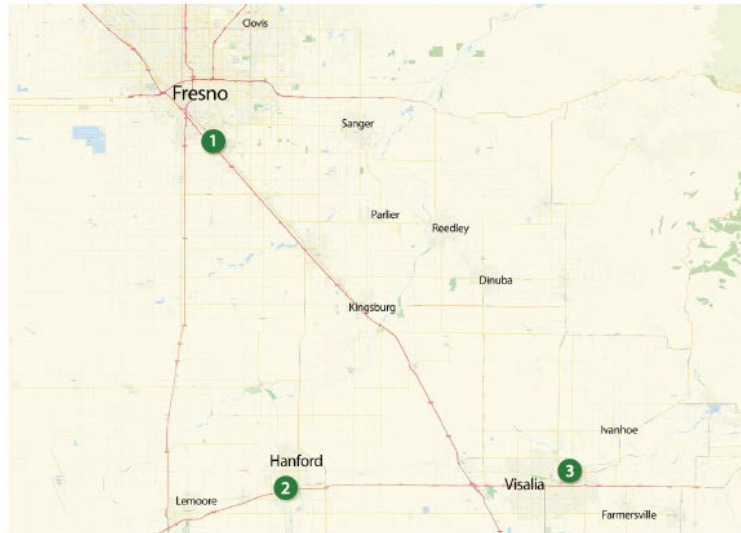 Clovis
Fresno
1
Sanger
Parlier
Reedley
Dinuba
Kingsburg
Ivanhoe
Hanford
3
2
Visalia
Lemoore
Farmersville